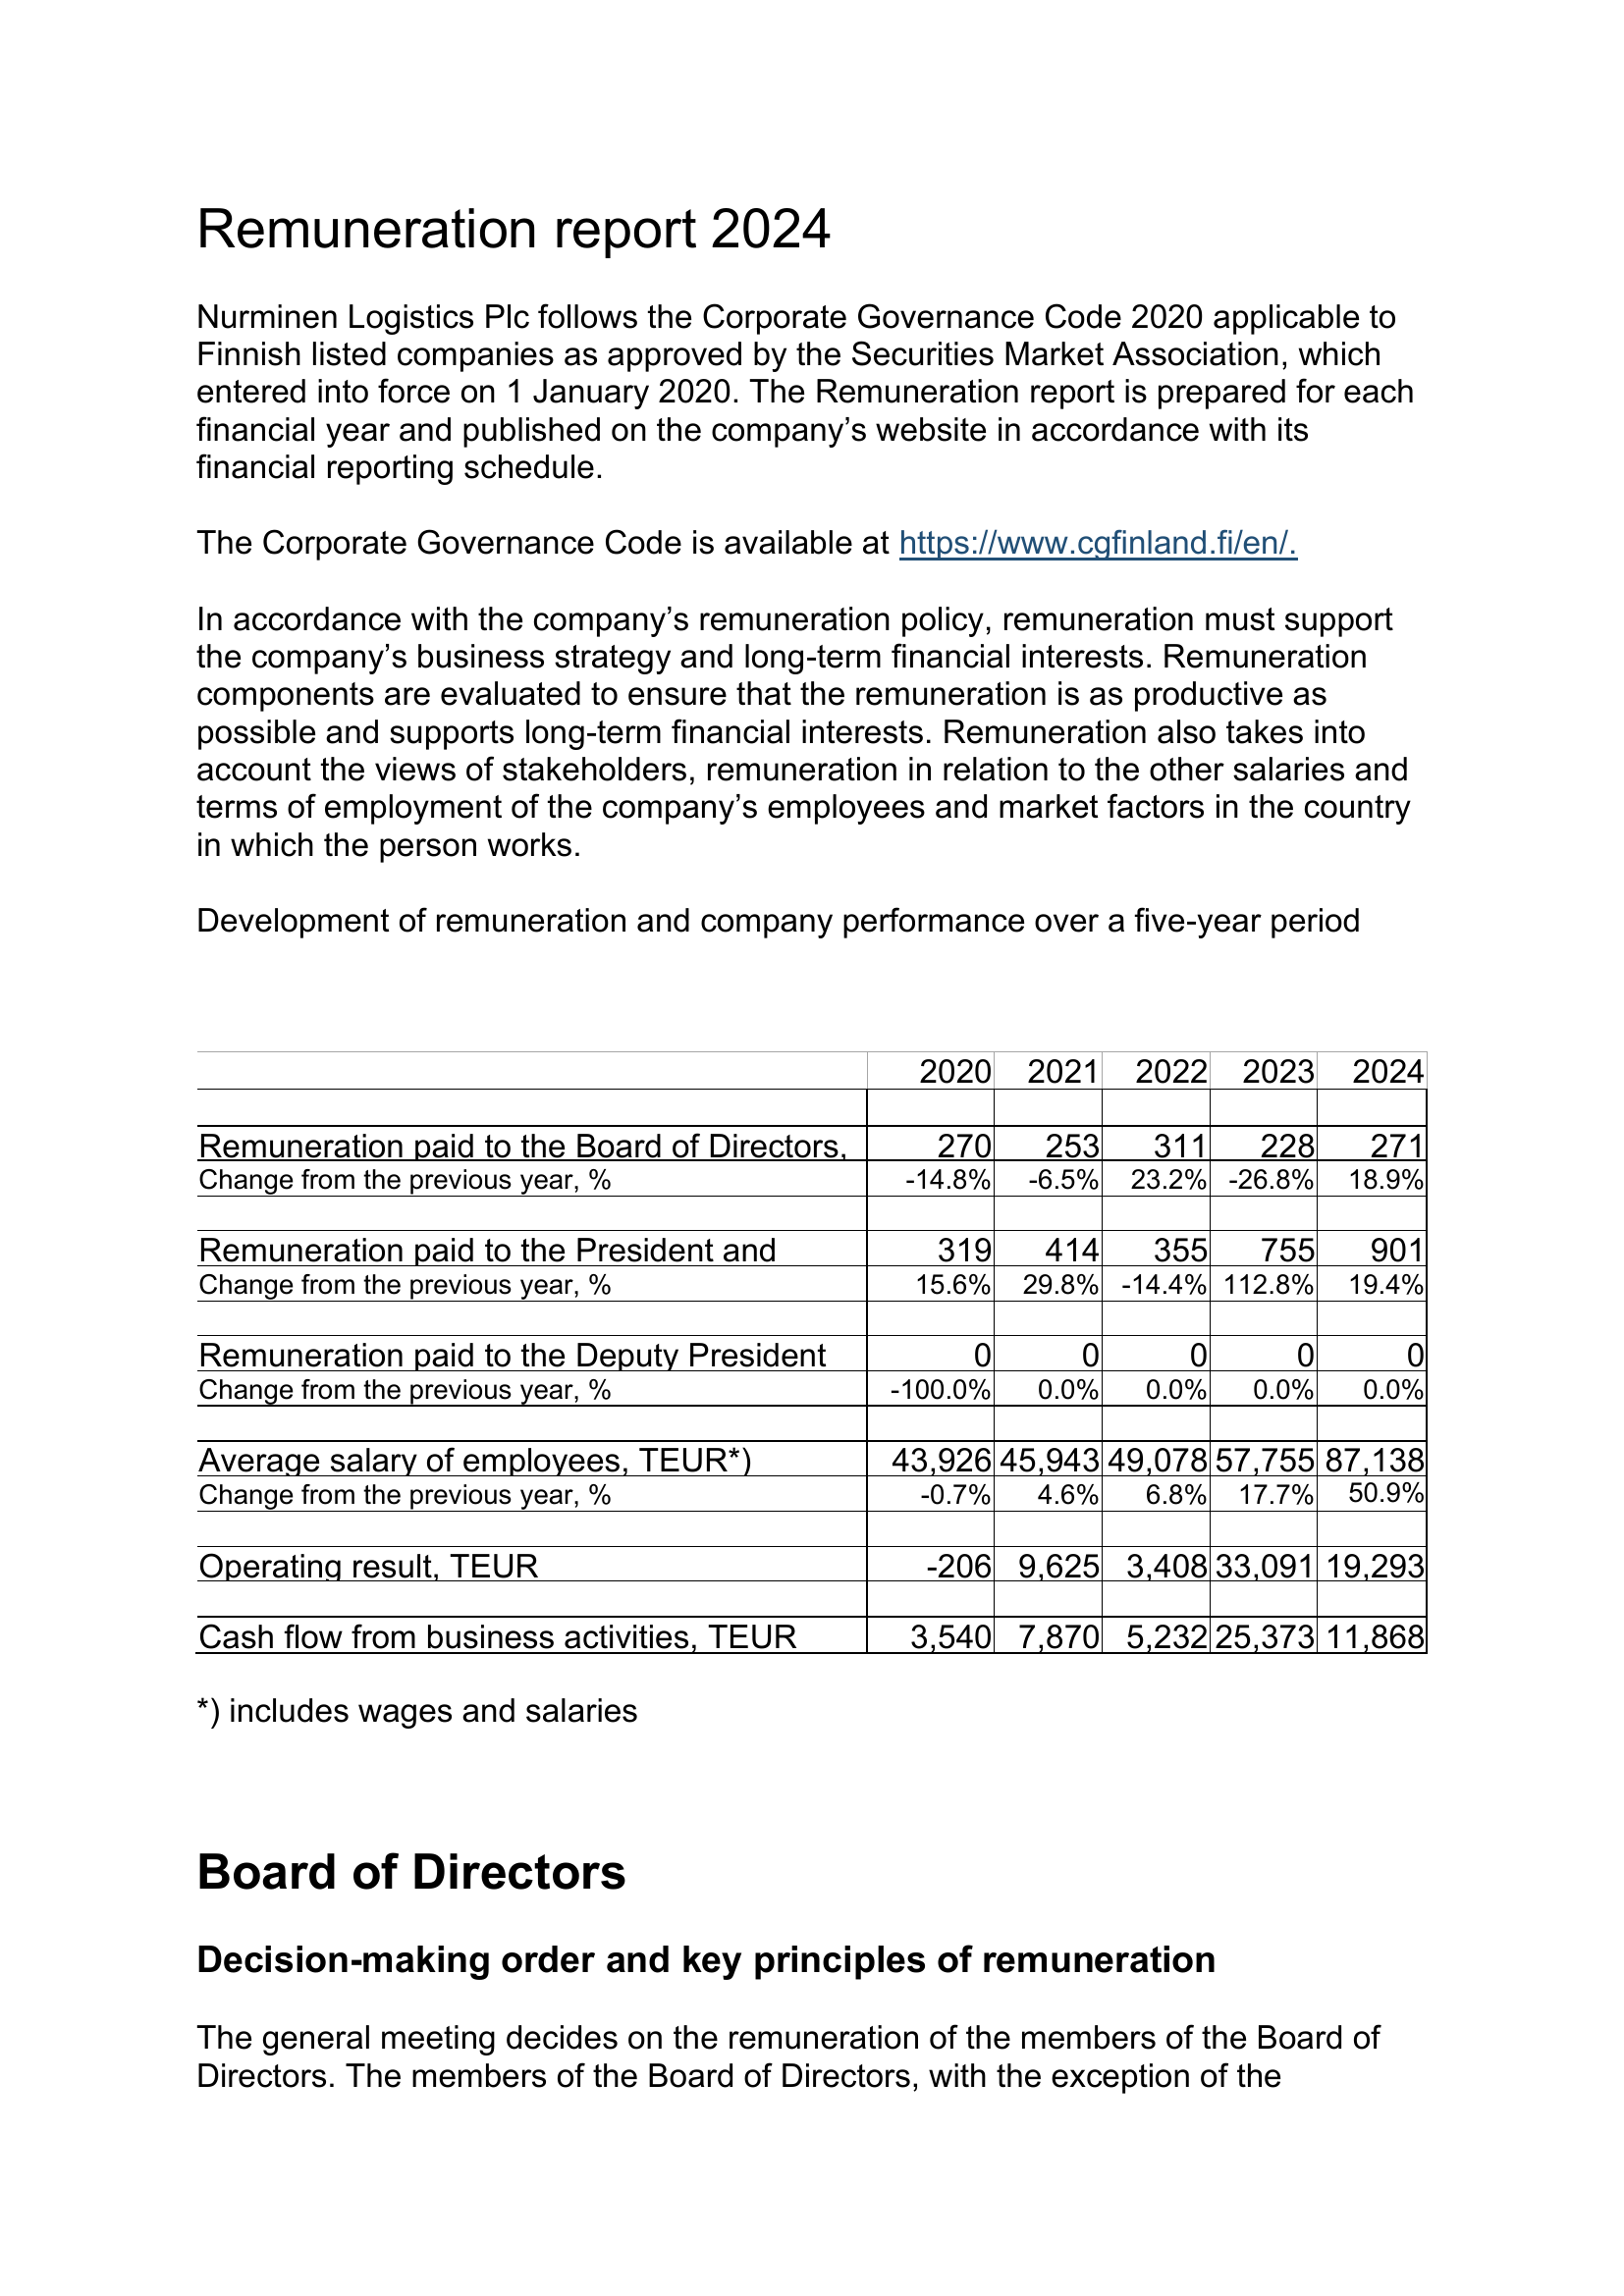 Remuneration report 2024
Nurminen Logistics Plc follows the Corporate Governance Code 2020 applicable to
Finnish listed companies as approved by the Securities Market Association, which
entered into force on 1 January 2020. The Remuneration report is prepared for each
financial year and published on the company’s website in accordance with its
financial reporting schedule.
The Corporate Governance Code is available at https://www.cgfinland.fi/en/.
In accordance with the company’s remuneration policy, remuneration must support
the company’s business strategy and long-term financial interests. Remuneration
components are evaluated to ensure that the remuneration is as productive as
possible and supports long-term financial interests. Remuneration also takes into
account the views of stakeholders, remuneration in relation to the other salaries and
terms of employment of the company’s employees and market factors in the country
in which the person works.
Development of remuneration and company performance over a five-year period
2020 2021 2022 2023 2024
Remuneration paid to the Board of Directors, 270 253 311 228 271
Change from the previous year, % -14.8% -6.5% 23.2% -26.8% 18.9%
Remuneration paid to the President and 319 414 355 755 901
Change from the previous year, % 15.6% 29.8% -14.4% 112.8% 19.4%
Remuneration paid to the Deputy President 0 0 0 0 0
Change from the previous year, % -100.0% 0.0% 0.0% 0.0% 0.0%
Average salary of employees, TEUR*) 43,926 45,943 49,078 57,755 87,138
Change from the previous year, % -0.7% 4.6% 6.8% 17.7% 50.9%
Operating result, TEUR -206 9,625 3,408 33,091 19,293
Cash flow from business activities, TEUR 3,540 7,870 5,232 25,373 11,868
*) includes wages and salaries
Board of Directors
Decision-making order and key principles of remuneration
The general meeting decides on the remuneration of the members of the Board of
Directors. The members of the Board of Directors, with the exception of the